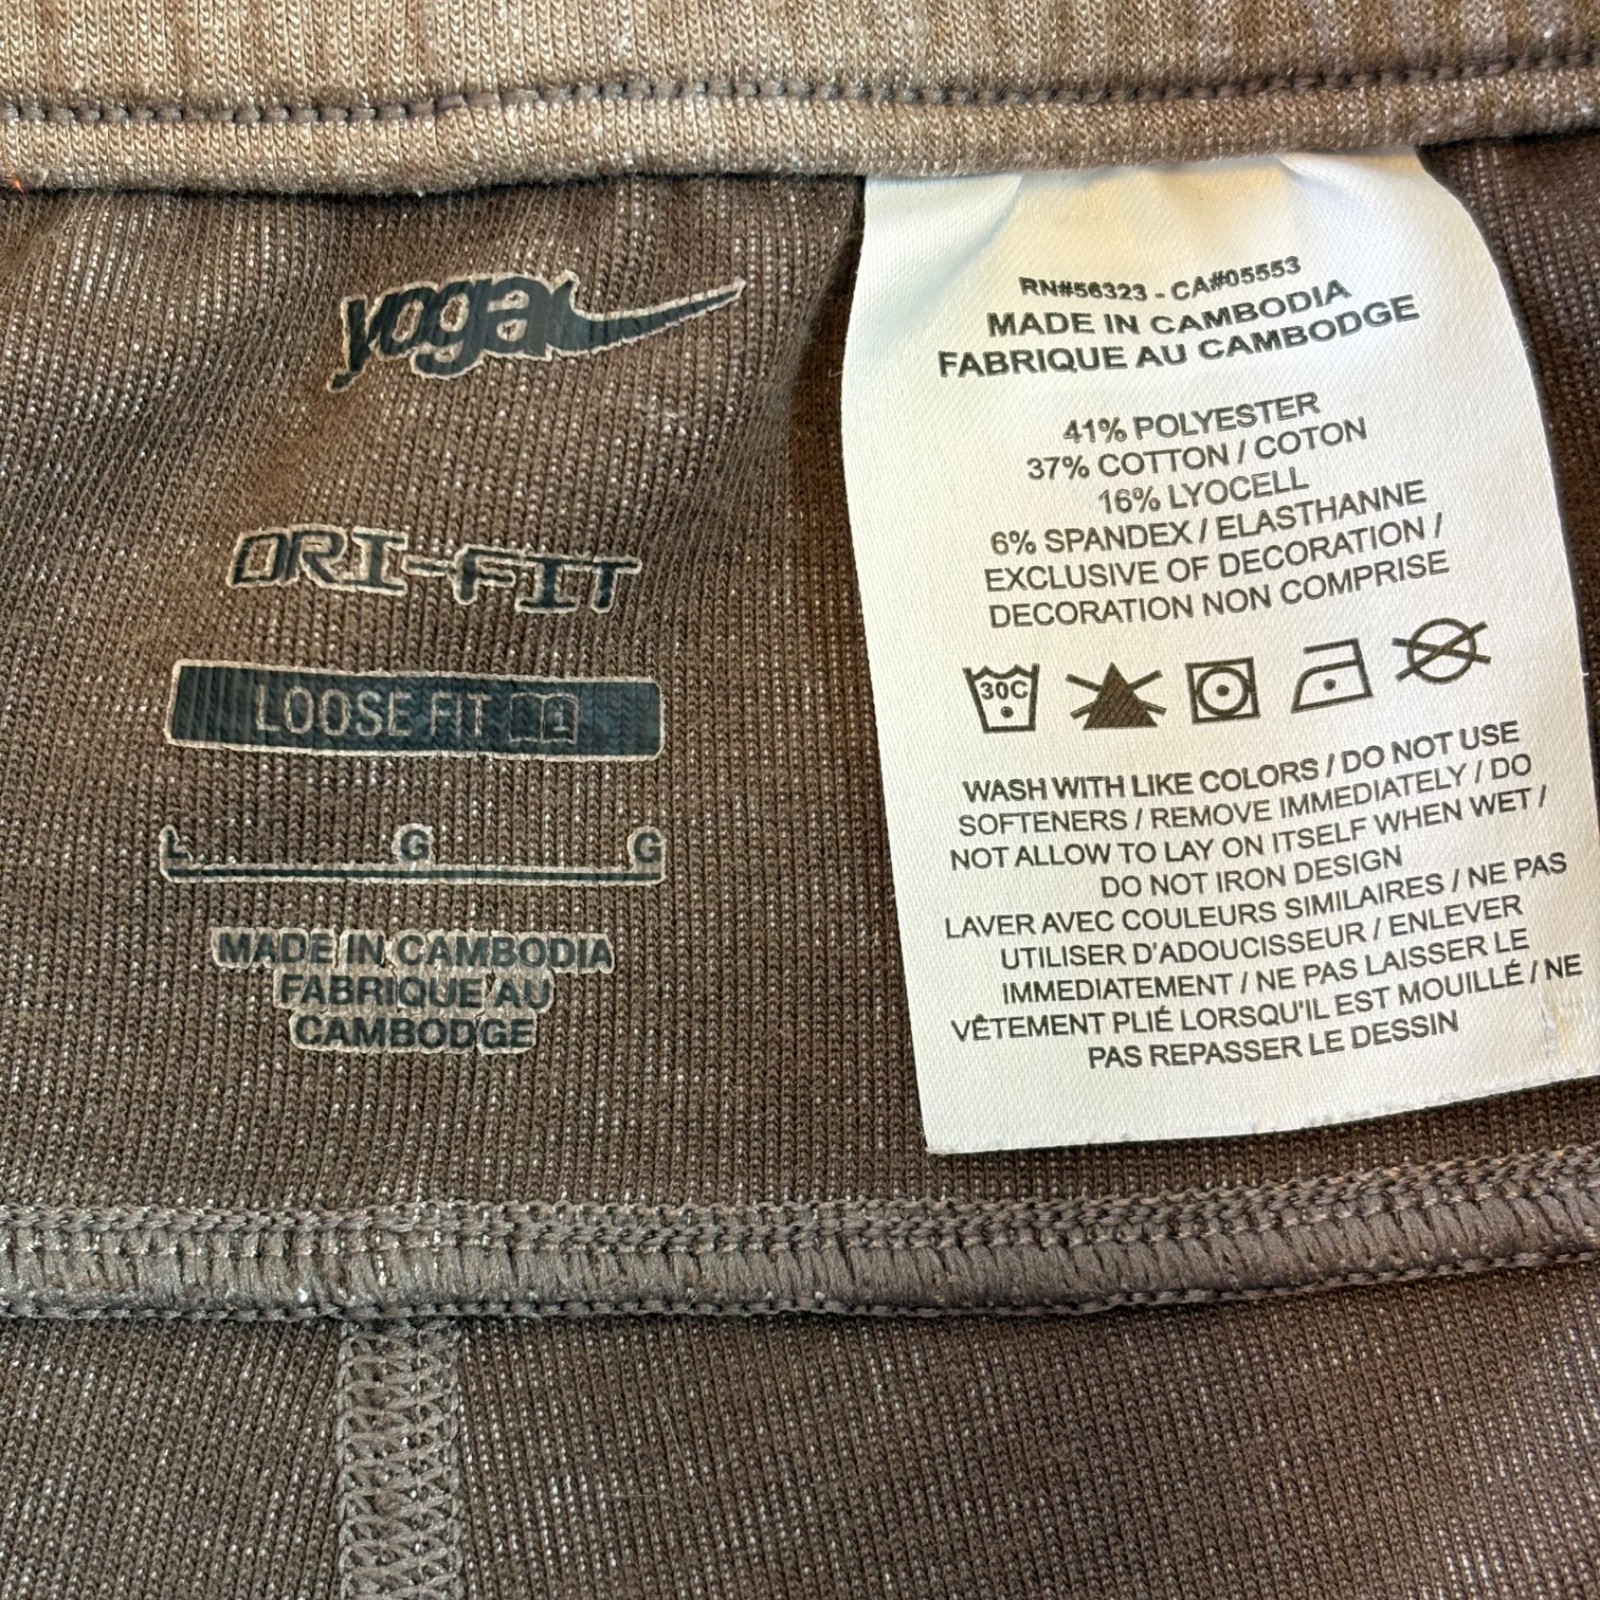 yoga
DRI-FIT
LOOSE FIT
L G G
MADE IN CAMBODIA
FABRIQUE AU
CAMBODGE
RN#56323 - CA#05553
MADE IN CAMBODIA
FABRIQUE AU CAMBODGE
41% POLYESTER
37% COTTON / COTON
16% LYOCELL
6% SPANDEX / ELASTHANNE
EXCLUSIVE OF DECORATION /
DECORATION NON COMPRISE
30C
WASH WITH LIKE COLORS / DO NOT USE
SOFTENERS / REMOVE IMMEDIATELY / DO
NOT ALLOW TO LAY ON ITSELF WHEN WET /
DO NOT IRON DESIGN
LAVER AVEC COULEURS SIMILAIRES / NE PAS
UTILISER D'ADOUCISSEUR / ENLEVER
IMMEDIATEMENT / NE PAS LAISSER LE
VÊTEMENT PLIÉ LORSQU'IL EST MOUILLÉ / NE
PAS REPASSER LE DESSIN